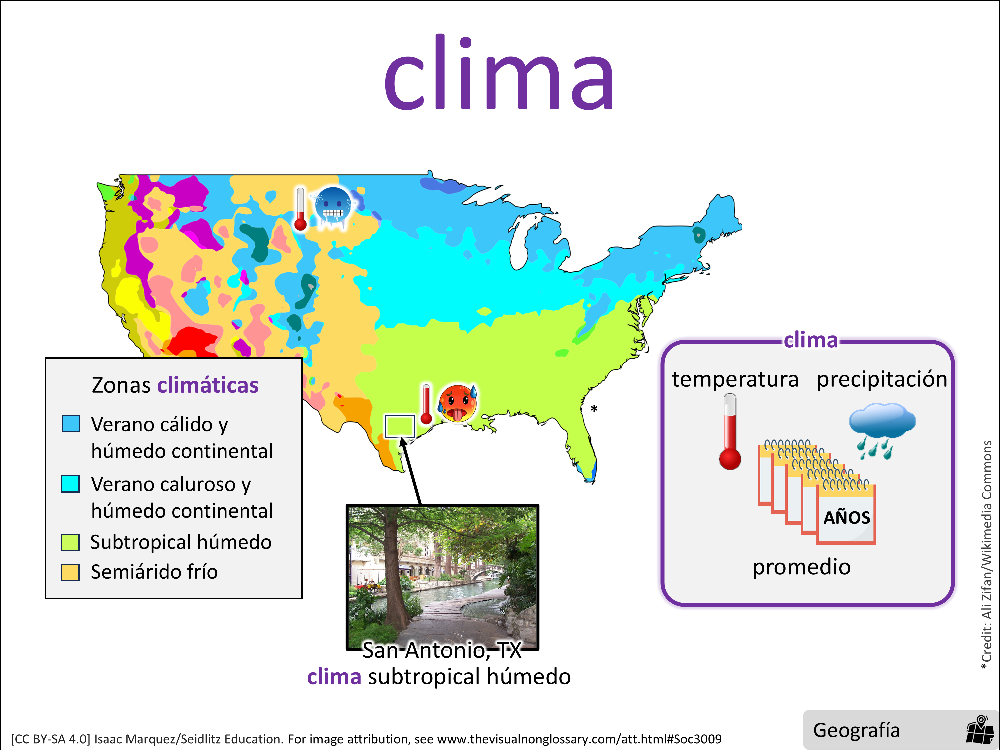 clima
Zonas climáticas
Verano cálido y
húmedo continental
Verano caluroso y
húmedo continental
Subtropical húmedo
Semiárido frío
*
San Antonio, TX
clima subtropical húmedo
clima
temperatura precipitación
AÑOS
promedio
*Credit: Ali Zifan/Wikimedia Commons
Geografía
[CC BY-SA 4.0] Isaac Marquez/Seidlitz Education. For image attribution, see www.thevisualnonglossary.com/att.html#Soc3009